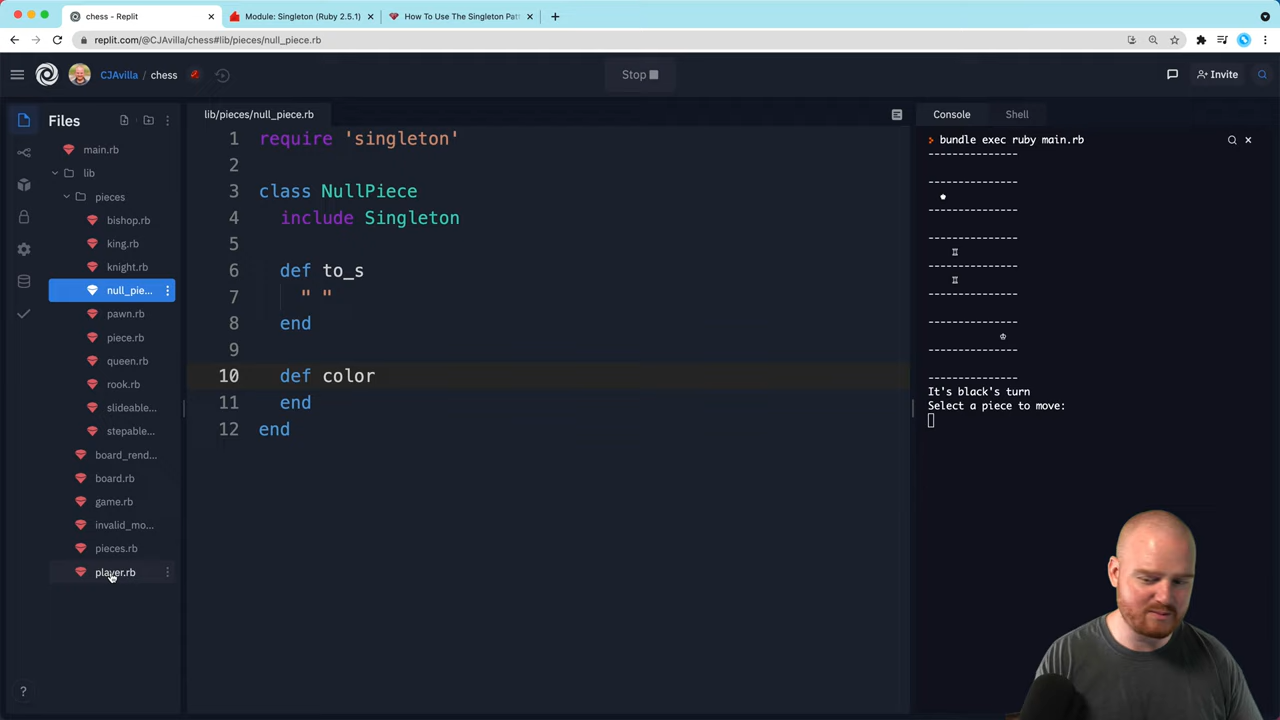 chess - Replit
Module: Singleton (Ruby 2.5.1)
How To Use The Singleton Pat
replit.com/@CJAvilla/chess#lib/pieces/null_piece.rb
CJAvilla / chess
Stop
Invite
Files
main.rb
lib
pieces
bishop.rb
king.rb
knight.rb
null_pie...
pawn.rb
piece.rb
queen.rb
rook.rb
slideable...
stepable...
board_rend...
board.rb
game.rb
invalid_mo...
pieces.rb
player.rb
?
lib/pieces/null_piece.rb
1 require 'singleton'
2
3 class NullPiece
4 include Singleton
5
6 def to_s
7 " "
8 end
9
10 def color
11 end
12 end
Console
Shell
> bundle exec ruby main.rb
---------------
---------------
---------------
♜
---------------
♖
---------------
♖
---------------
---------------
♔
---------------
---------------
It's black's turn
Select a piece to move: